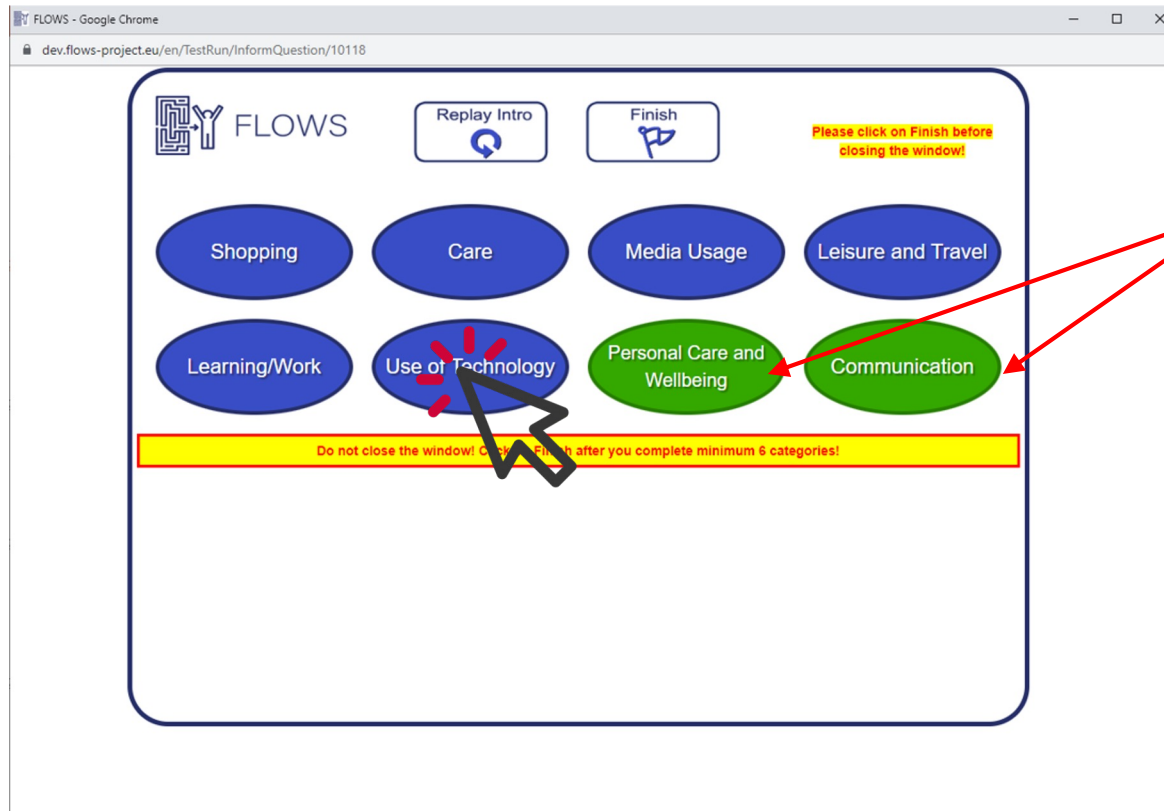 FLOWS - Google Chrome
dev.flows-project.eu/en/TestRun/InformQuestion/10118
FLOWS
Replay Intro
Finish
Please click on Finish before
closing the window!
Shopping
Care
Media Usage
Leisure and Travel
Learning/Work
Use of Technology
Personal Care and
Wellbeing
Communication
Do not close the window! Finish after you complete minimum 6 categories!